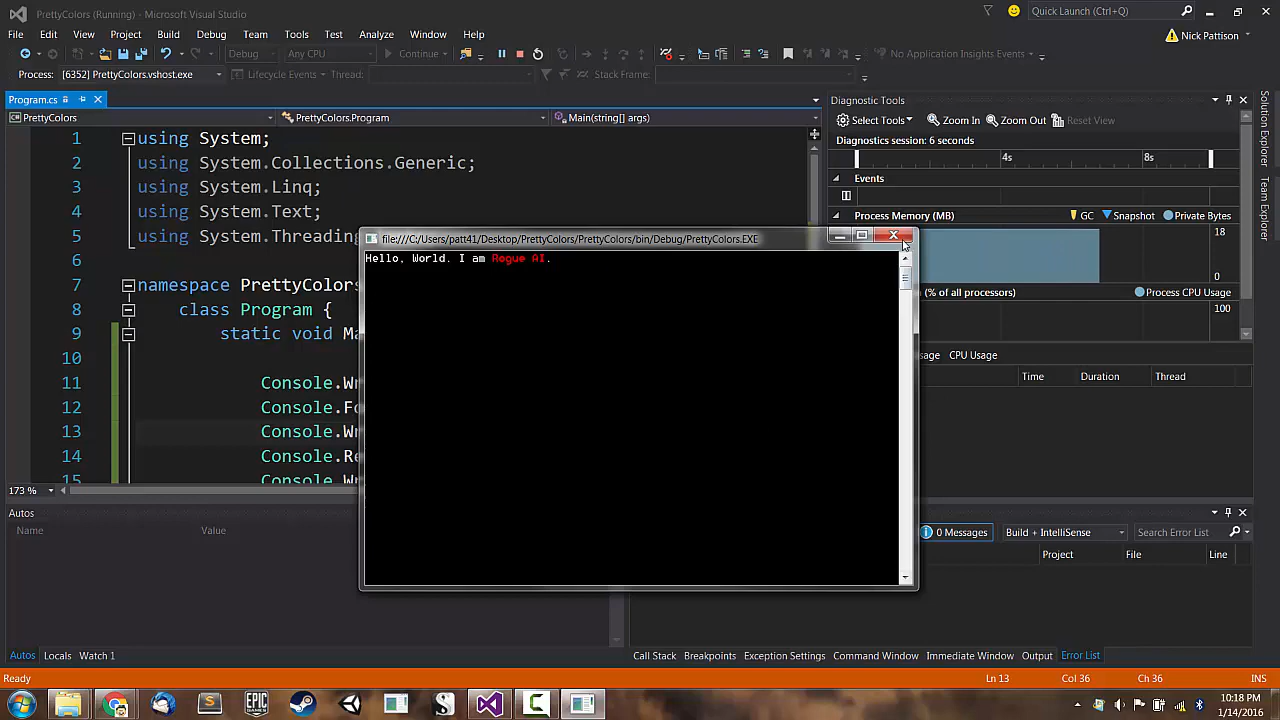 PrettyColors (Running) - Microsoft Visual Studio
Quick Launch (Ctrl+Q)
File Edit View Project Build Debug Team Tools Test Analyze Window Help
Nick Pattison
Debug Any CPU Continue No Application Insights Events
Process: [6352] PrettyColors.vshost.exe Lifecycle Events Thread: Stack Frame:
Program.cs
PrettyColors PrettyColors.Program Main(string[] args)
1 using System;
2 using System.Collections.Generic;
3 using System.Linq;
4 using System.Text;
5 using System.Threading
6
7 namespace PrettyColors
8 class Program {
9 static void Ma
10
11 Console.Wr
12 Console.Fo
13 Console.Wr
14 Console.Re
15 Console.Wr
173 %
file:///C:/Users/patt41/Desktop/PrettyColors/PrettyColors/bin/Debug/PrettyColors.EXE
Hello, World. I am Rogue AI.
Diagnostic Tools
Select Tools Zoom In Zoom Out Reset View
Diagnostics session: 6 seconds
4s 8s
Events
Process Memory (MB) GC Snapshot Private Bytes
18
0
(% of all processors) Process CPU Usage
100
sage CPU Usage
Time Duration Thread
Solution Explorer
Team Explorer
Autos
Name Value
0 Messages Build + IntelliSense Search Error List
Project File Line
Autos Locals Watch 1
Call Stack Breakpoints Exception Settings Command Window Immediate Window Output Error List
Ready Ln 13 Col 36 Ch 36 INS
EPIC GAMES
10:18 PM
1/14/2016